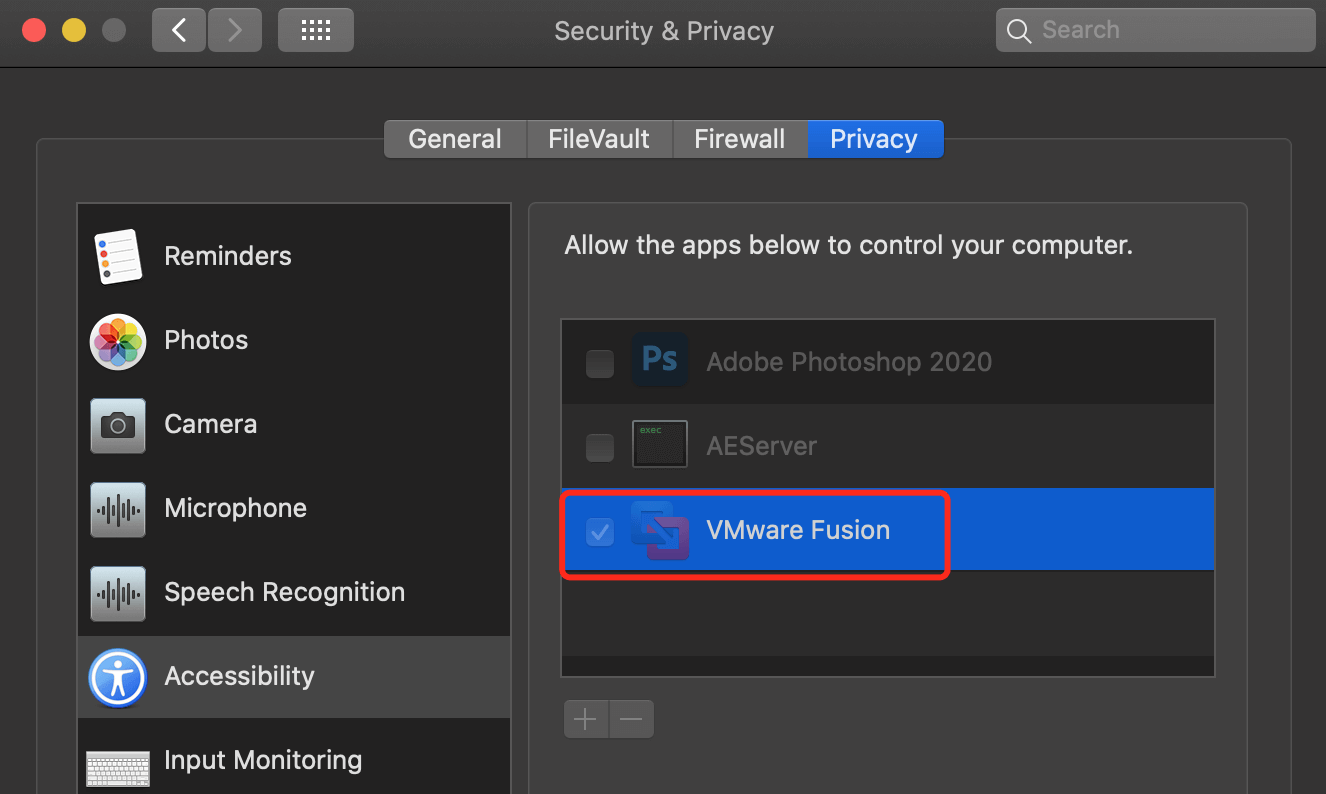 Security & Privacy
Search
General
FileVault
Firewall
Privacy
Reminders
Photos
Camera
Microphone
Speech Recognition
Accessibility
Input Monitoring
Allow the apps below to control your computer.
Ps
Adobe Photoshop 2020
exec
AEServer
VMware Fusion